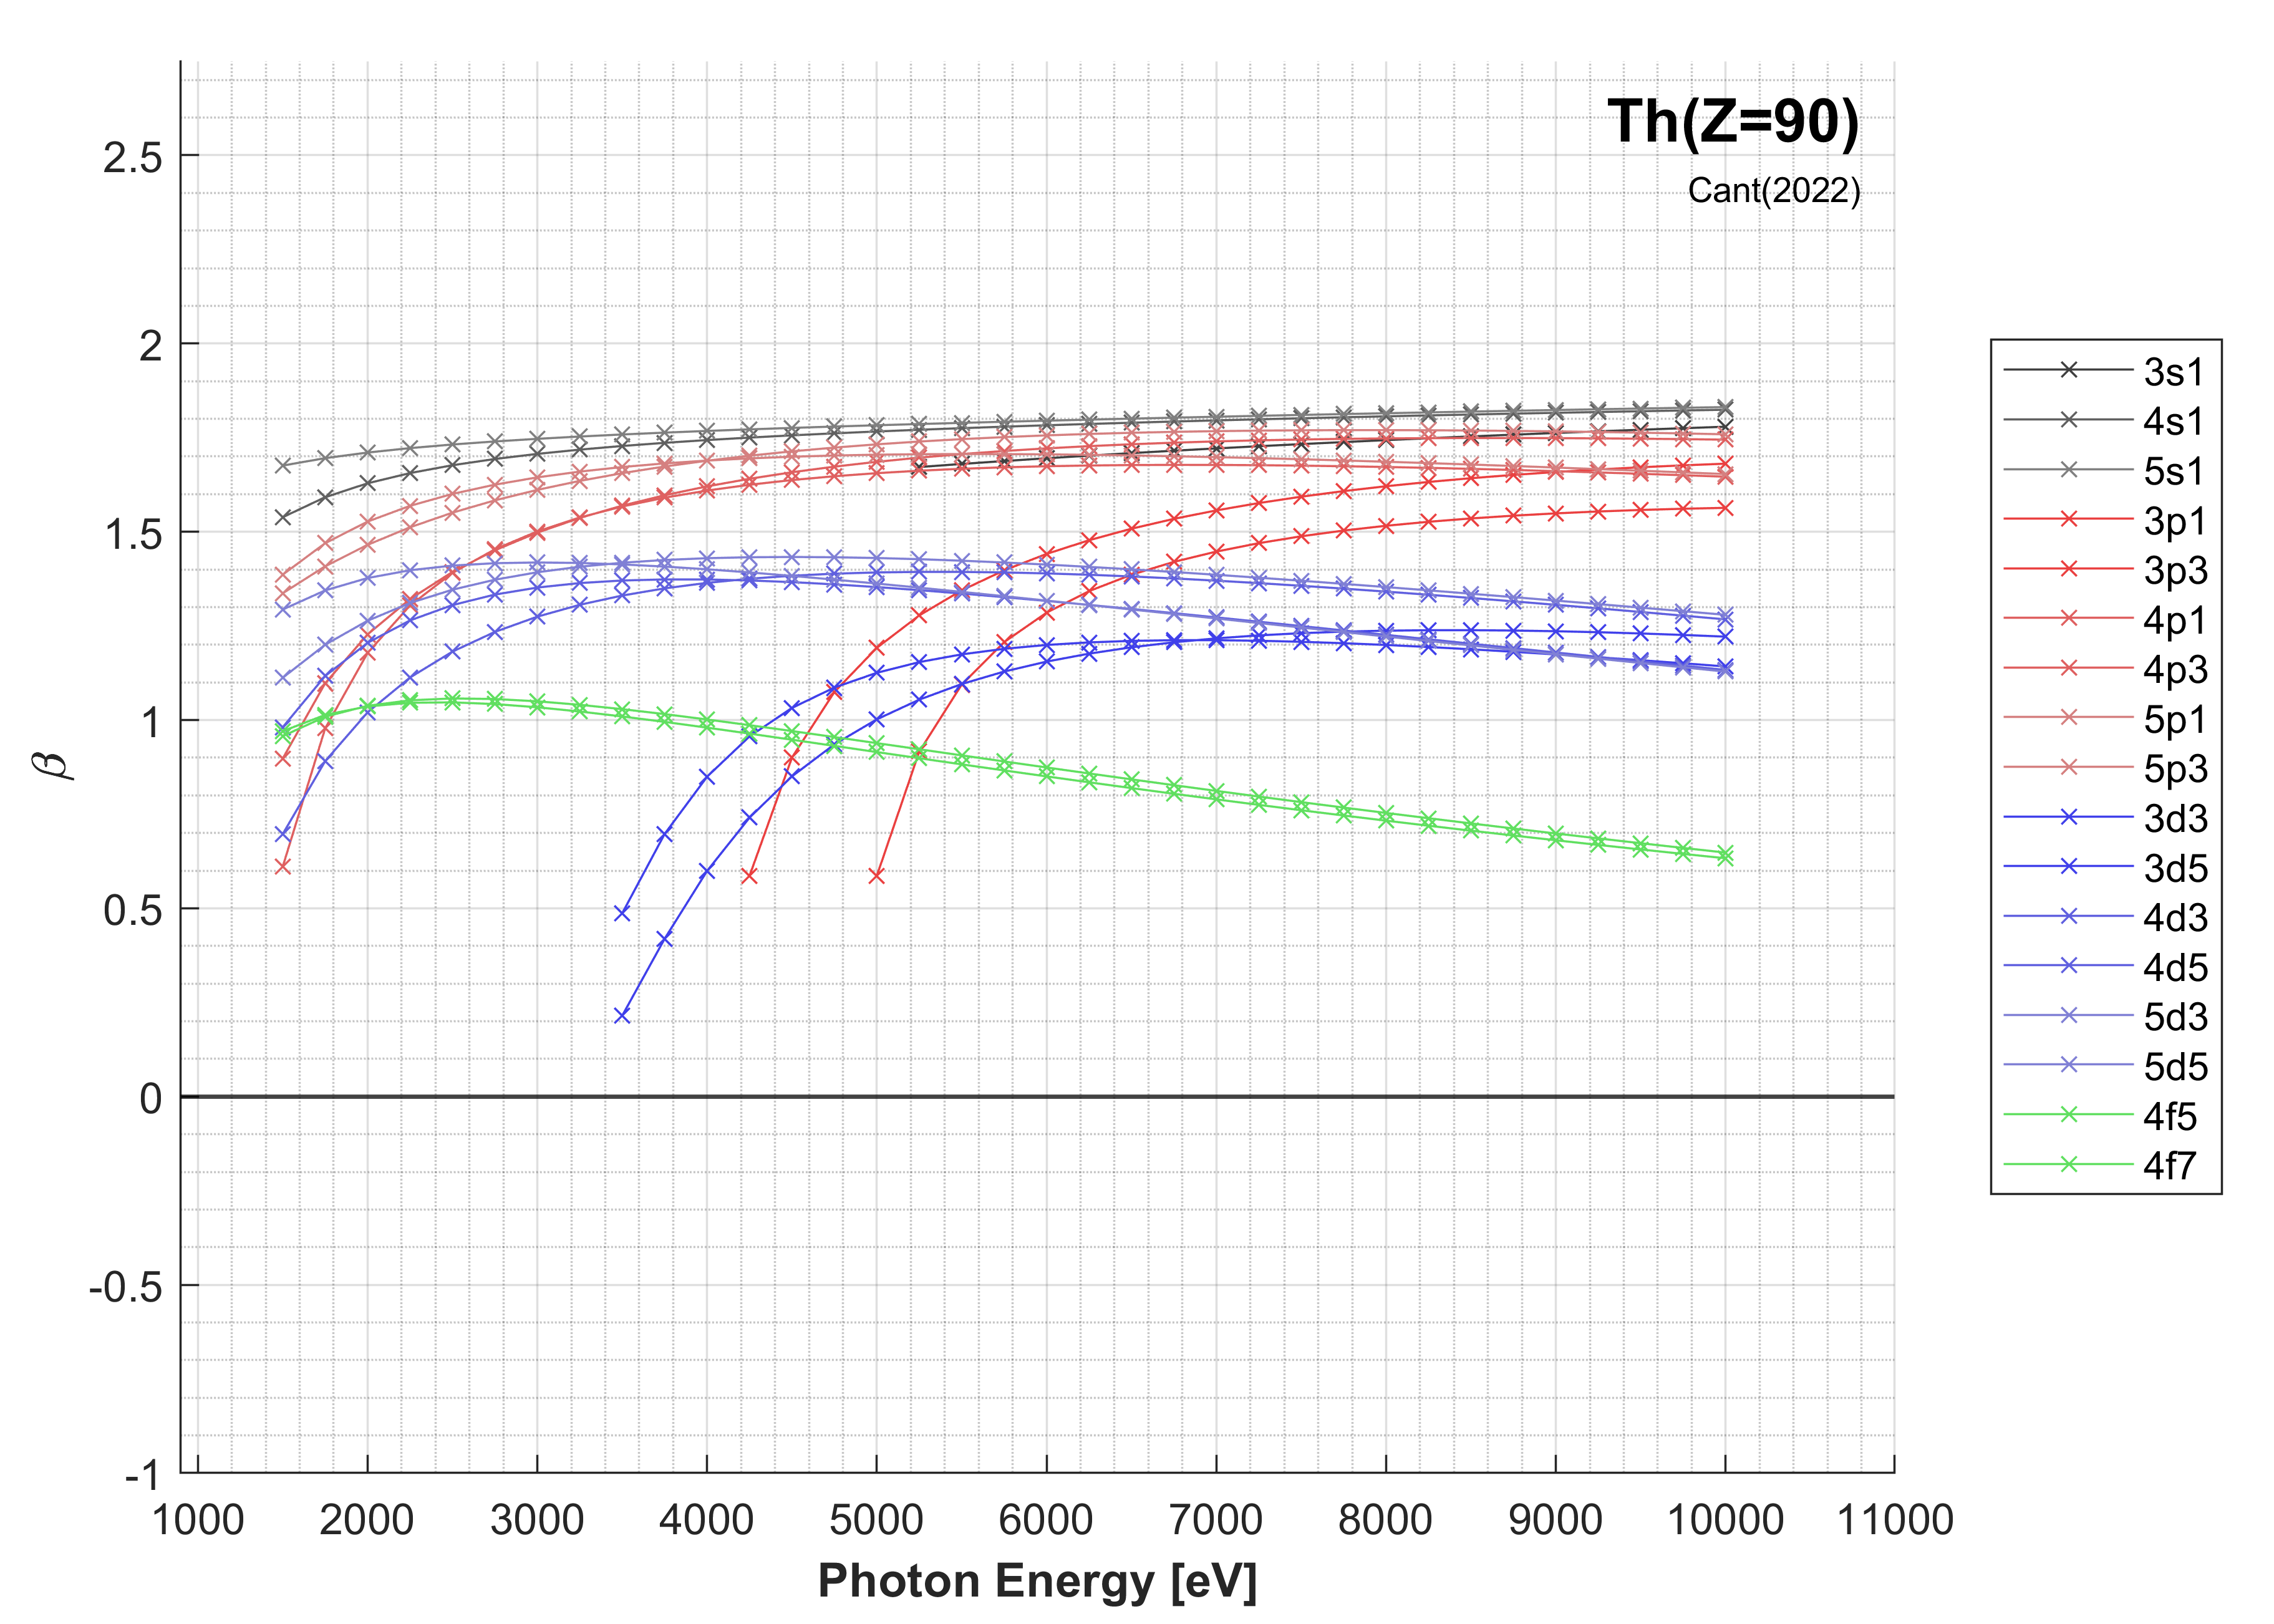 Th(Z=90)
Cant(2022)
2.5
2
1.5
1
0.5
0
-0.5
-1
β
1000 2000 3000 4000 5000 6000 7000 8000 9000 10000 11000
Photon Energy [eV]
3s1
4s1
5s1
3p1
3p3
4p1
4p3
5p1
5p3
3d3
3d5
4d3
4d5
5d3
5d5
4f5
4f7